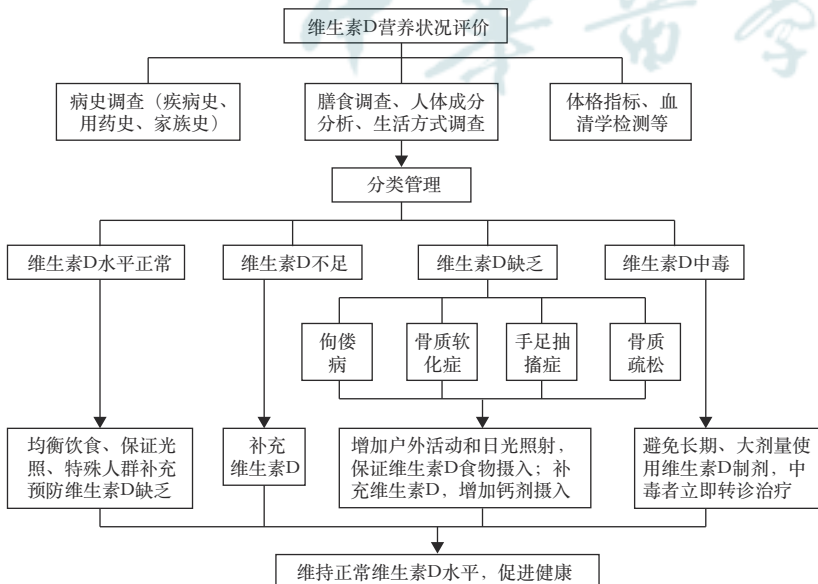 中华医学
维生素D营养状况评价
病史调查（疾病史、
用药史、家族史）
膳食调查、人体成分
分析、生活方式调查
体格指标、血
清学检测等
分类管理
维生素D水平正常
维生素D不足
维生素D缺乏
维生素D中毒
佝偻
病
骨质软
化症
手足抽
搐症
骨质
疏松
均衡饮食、保证光
照、特殊人群补充
预防维生素D缺乏
补充
维生素D
增加户外活动和日光照射，
保证维生素D食物摄入；补
充维生素D，增加钙剂摄入
避免长期、大剂量使
用维生素D制剂，中
毒者立即转诊治疗
维持正常维生素D水平，促进健康